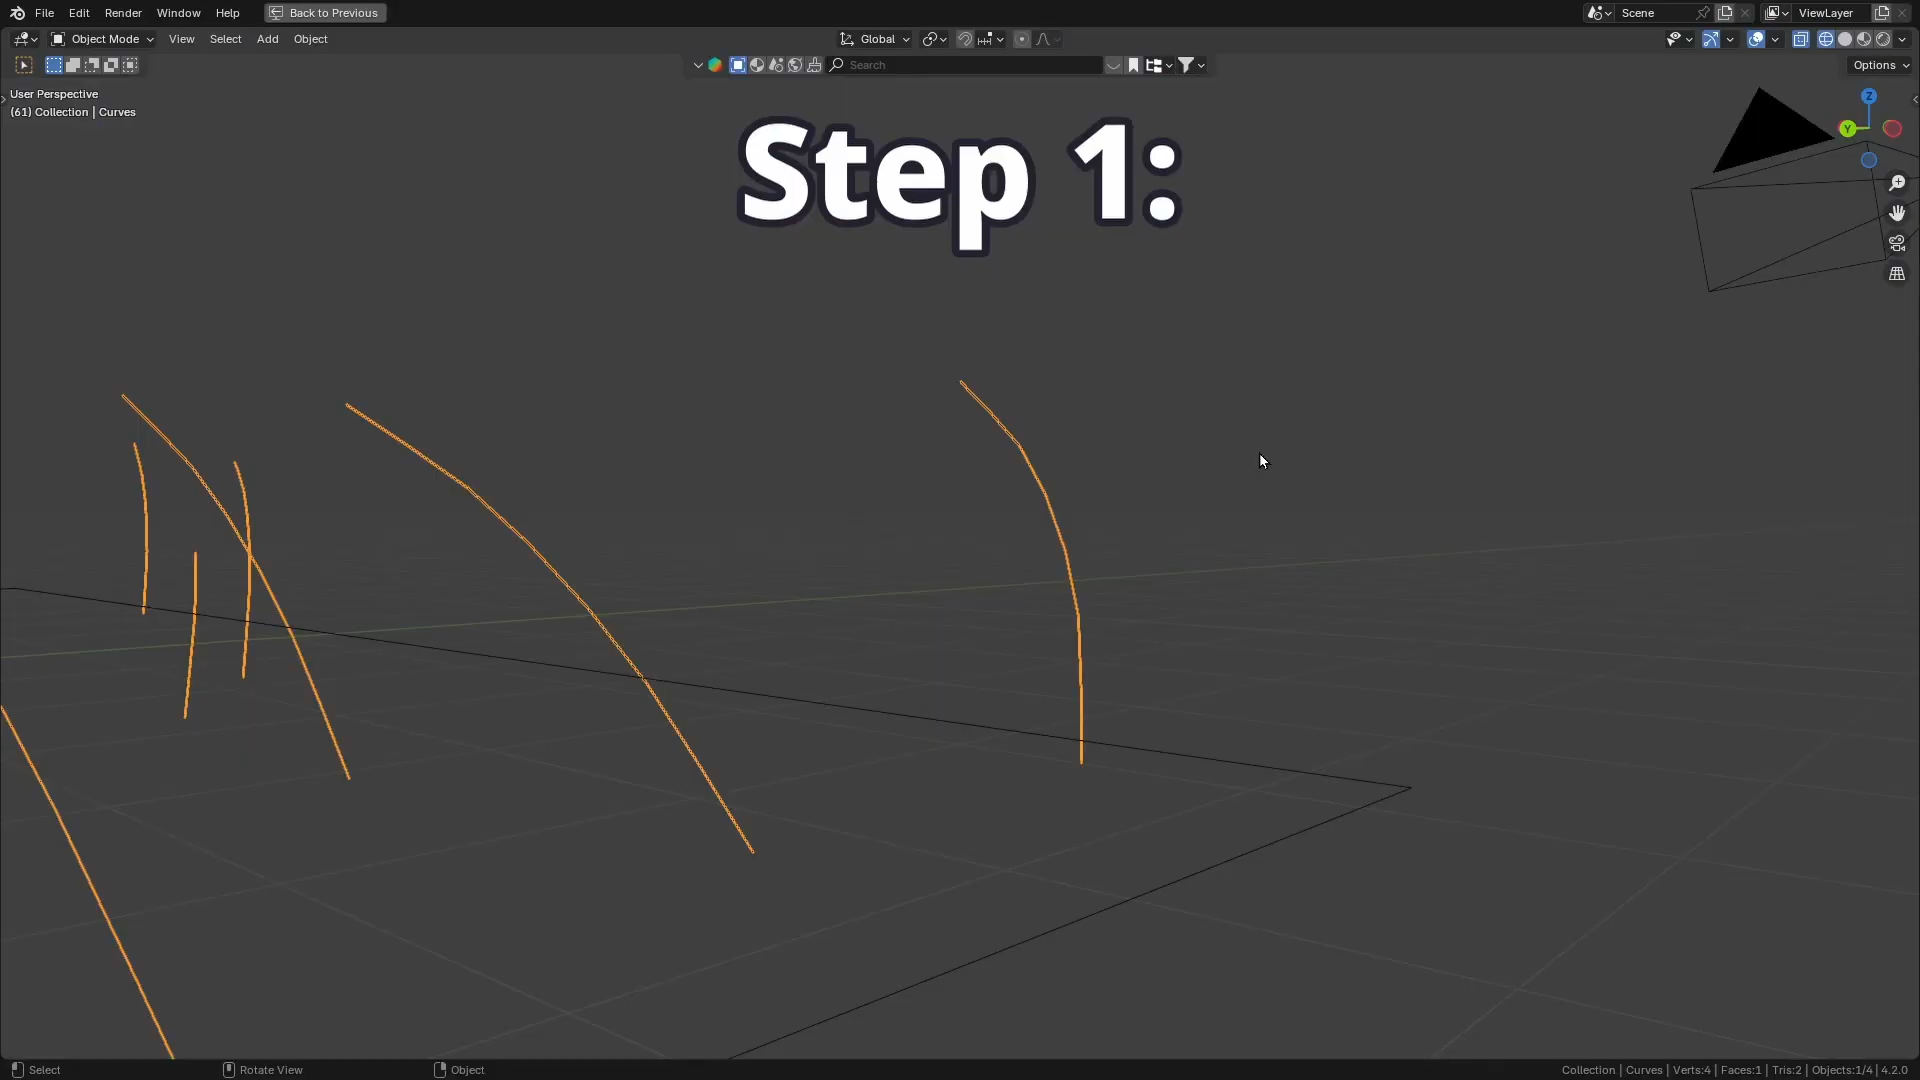 File Edit Render Window Help Back to Previous Scene ViewLayer
Object Mode View Select Add Object Global
Search Options
User Perspective
(61) Collection | Curves
Z
Y
Step 1:
Select Rotate View Object Collection | Curves | Verts:4 | Faces:1 | Tris:2 | Objects:1/4 | 4.2.0